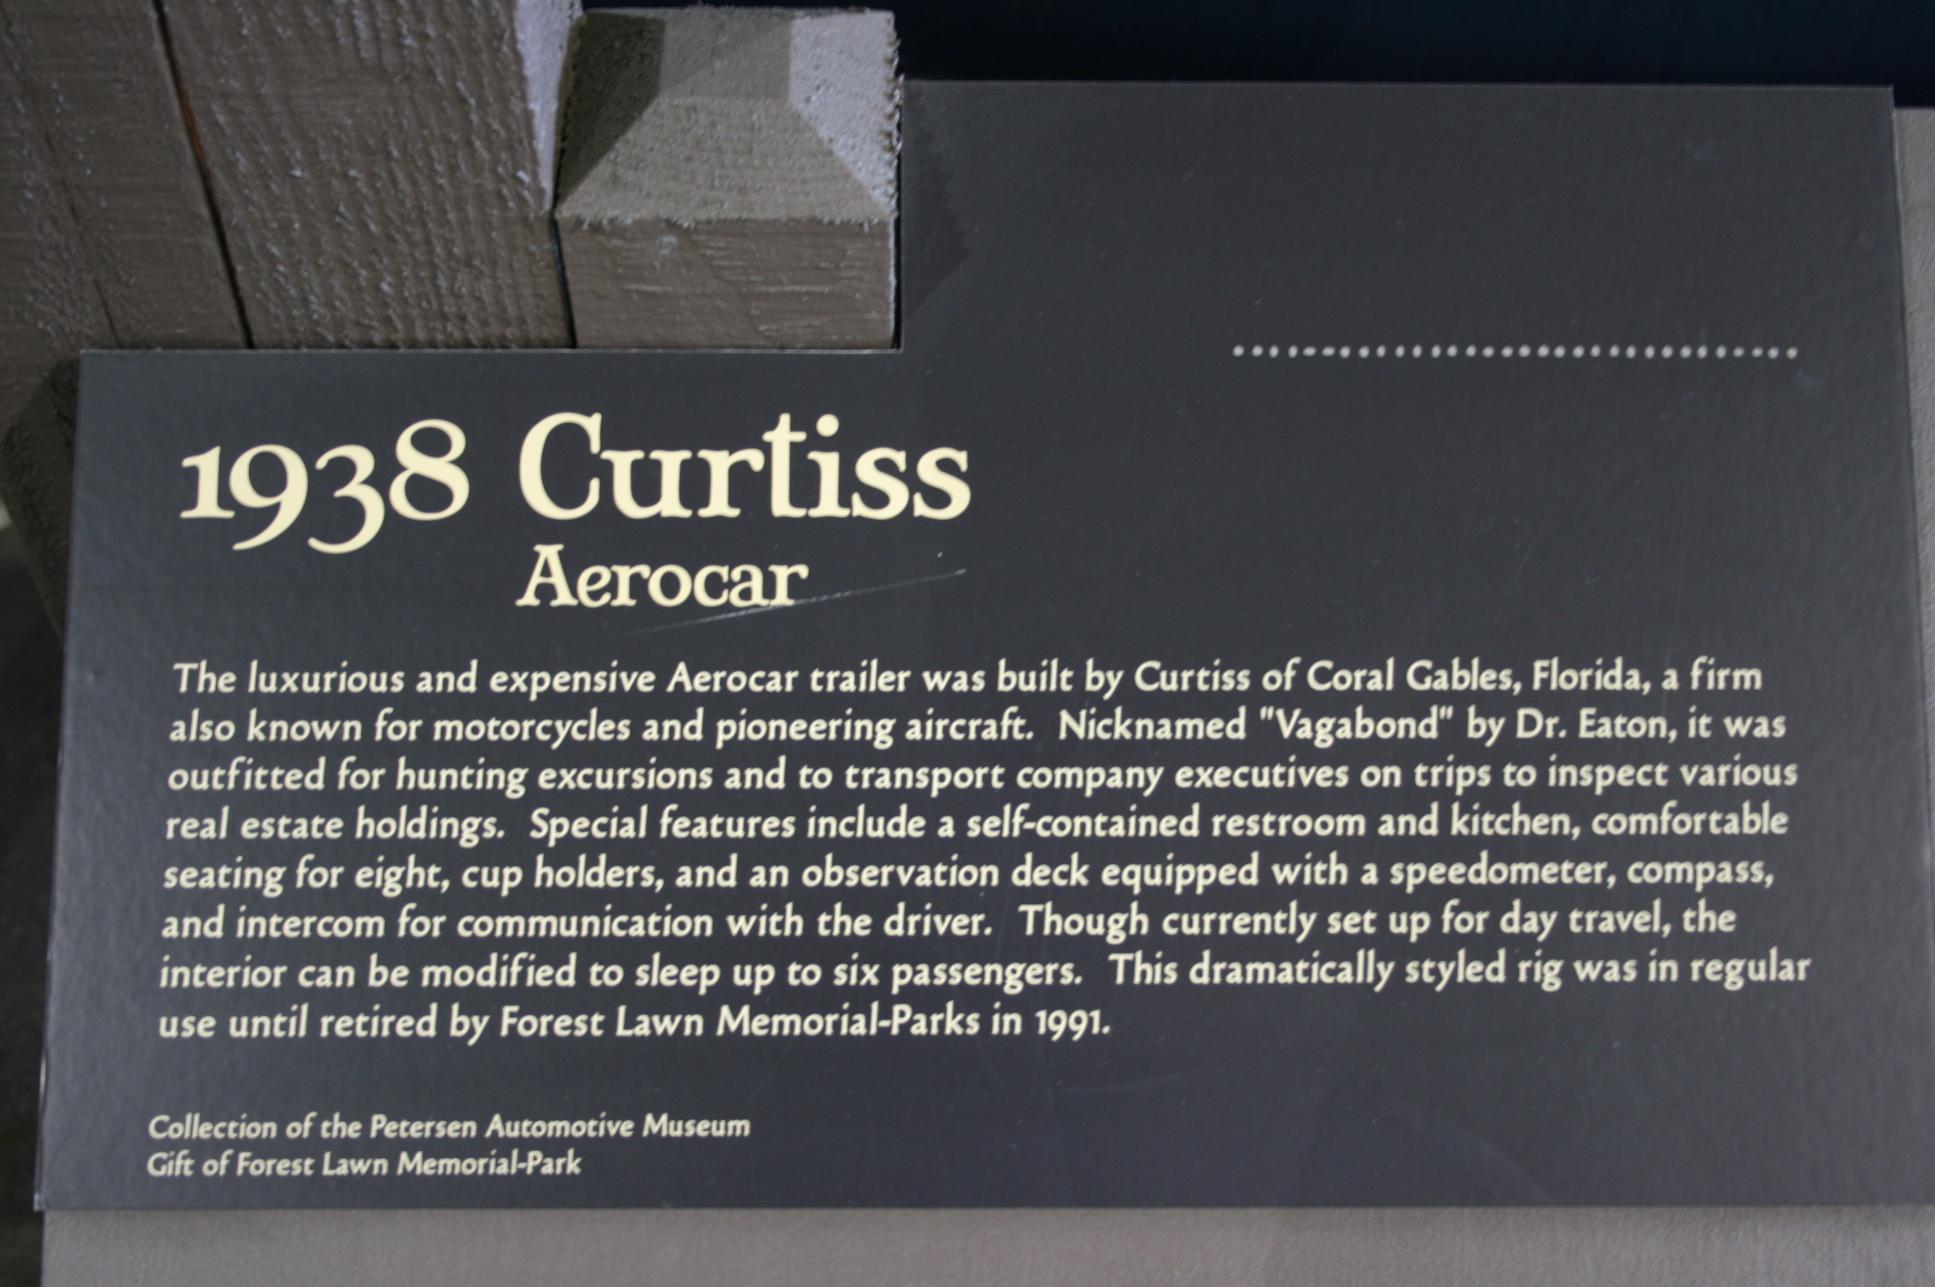 1938 Curtiss
Aerocar
The luxurious and expensive Aerocar trailer was built by Curtiss of Coral Gables, Florida, a firm
also known for motorcycles and pioneering aircraft.  Nicknamed "Vagabond" by Dr. Eaton, it was
outfitted for hunting excursions and to transport company executives on trips to inspect various
real estate holdings.  Special features include a self-contained restroom and kitchen, comfortable
seating for eight, cup holders, and an observation deck equipped with a speedometer, compass,
and intercom for communication with the driver.  Though currently set up for day travel, the
interior can be modified to sleep up to six passengers.  This dramatically styled rig was in regular
use until retired by Forest Lawn Memorial-Parks in 1991.
Collection of the Petersen Automotive Museum
Gift of Forest Lawn Memorial-Park